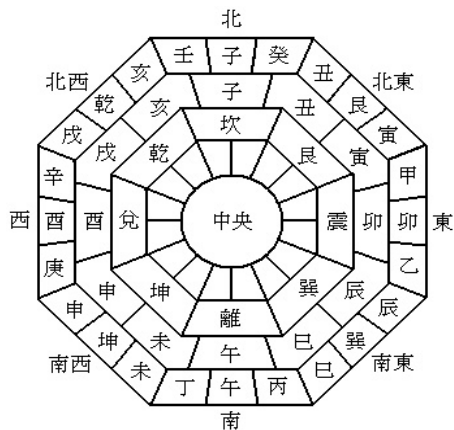 北
壬 子 癸
北西 亥 子 丑 北東
乾 亥 坎 丑 艮
戌 戌 乾 艮 寅 寅
辛 甲
西 酉 酉 兌 中央 震 卯 卯 東
庚 乙
申 申 坤 巽 辰 辰
坤 未 離 巳 巽
南西 未 午 巳 南東
丁 午 丙
南